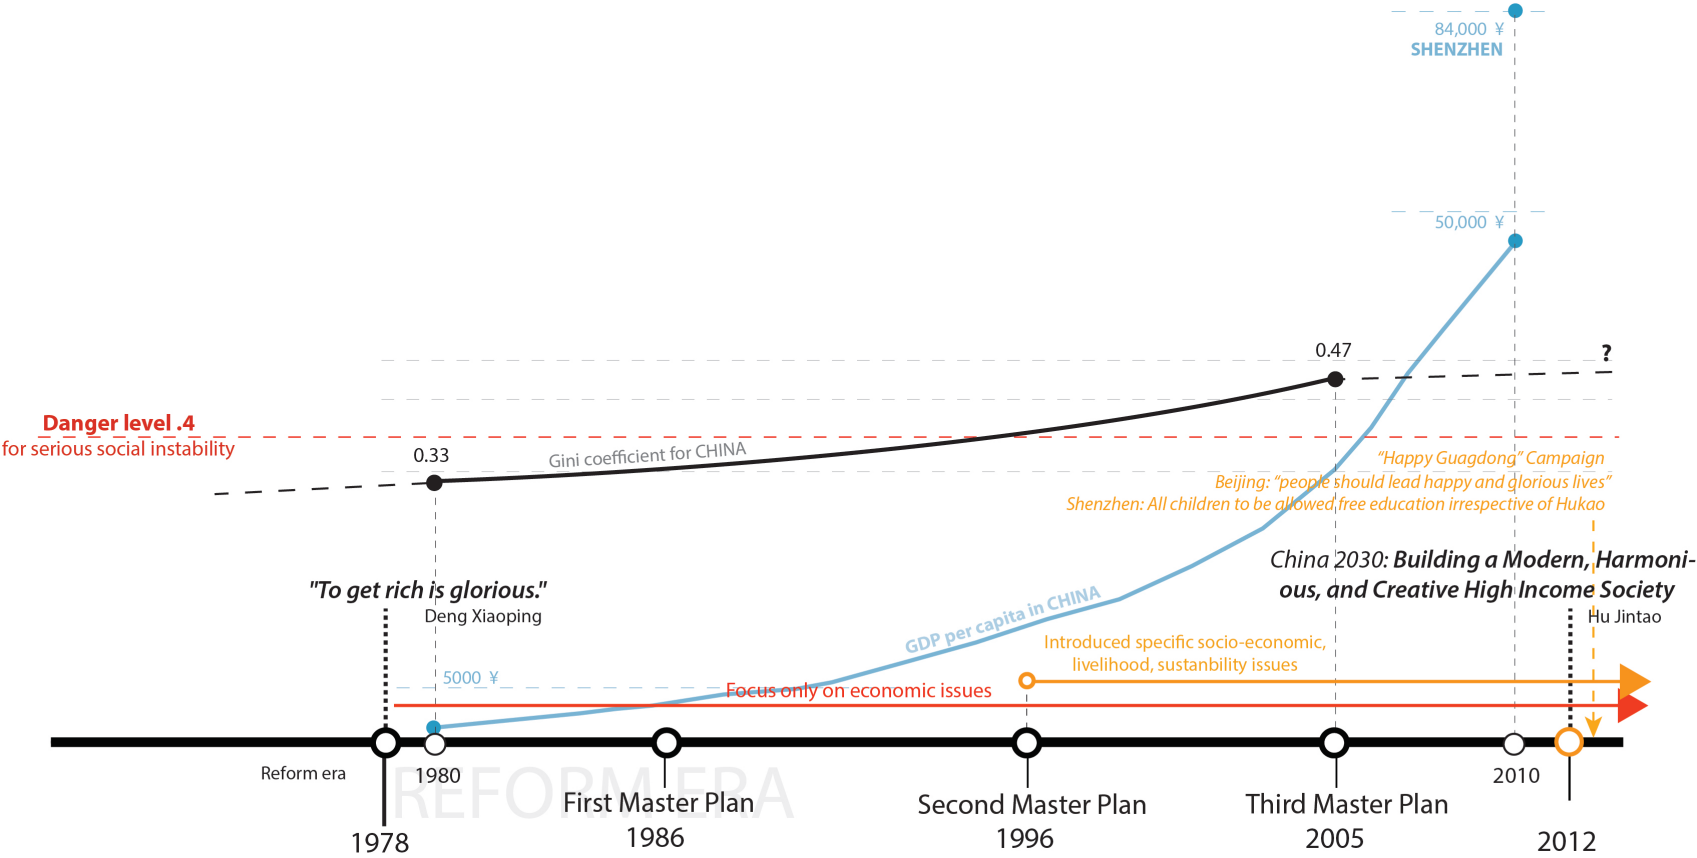 84,000 ¥
SHENZHEN
50,000 ¥
0.47
?
Danger level .4
for serious social instability
0.33
Gini coefficient for CHINA
“Happy Guagdong” Campaign
Beijing: “people should lead happy and glorious lives”
Shenzhen: All children to be allowed free education irrespective of Hukao
China 2030: Building a Modern, Harmoni-
ous, and Creative High Income Society
Hu Jintao
"To get rich is glorious."
Deng Xiaoping
GDP per capita in CHINA
Introduced specific socio-economic,
livelihood, sustanbility issues
5000 ¥
Focus only on economic issues
Reform era
1980
2010
REFORM ERA
First Master Plan
Second Master Plan
Third Master Plan
1978
1986
1996
2005
2012